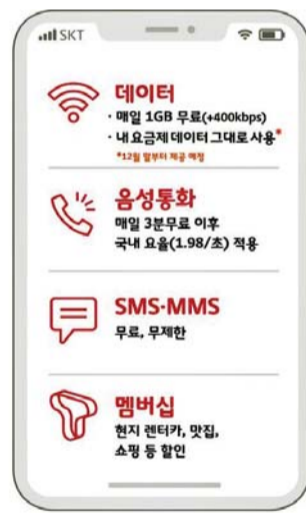 SKT
데이터
· 매일 1GB 무료(+400kbps)
· 내 요금제 데이터 그대로 사용*
*12월 말부터 제공 예정
음성통화
매일 3분무료 이후
국내 요율(1.98/초) 적용
SMS·MMS
무료, 무제한
멤버십
현지 렌터카, 맛집,
쇼핑 등 할인